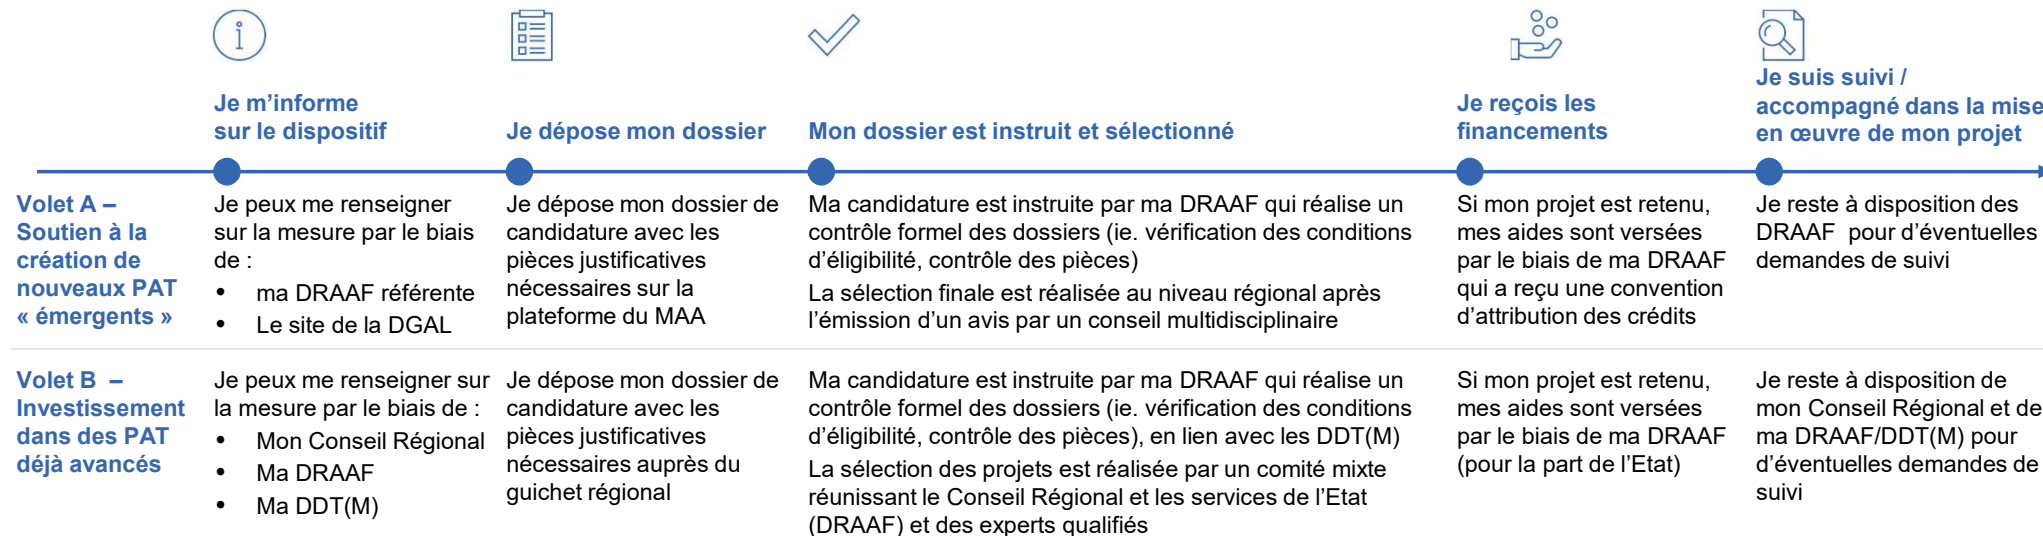 Je m'informe
sur le dispositif
Je dépose mon dossier
Mon dossier est instruit et sélectionné
Je reçois les
financements
Je suis suivi /
accompagné dans la mise
en œuvre de mon projet
Volet A –
Soutien à la
création de
nouveaux PAT
« émergents »
Je peux me renseigner
sur la mesure par le biais
de :
• ma DRAAF référente
• Le site de la DGAL
Je dépose mon dossier de
candidature avec les
pièces justificatives
nécessaires sur la
plateforme du MAA
Ma candidature est instruite par ma DRAAF qui réalise un
contrôle formel des dossiers (ie. vérification des conditions
d'éligibilité, contrôle des pièces)
La sélection finale est réalisée au niveau régional après
l'émission d'un avis par un conseil multidisciplinaire
Si mon projet est retenu,
mes aides sont versées
par le biais de ma DRAAF
qui a reçu une convention
d'attribution des crédits
Je reste à disposition des
DRAAF  pour d'éventuelles
demandes de suivi
Volet B –
Investissement
dans des PAT
déjà avancés
Je peux me renseigner sur
la mesure par le biais de :
• Mon Conseil Régional
• Ma DRAAF
• Ma DDT(M)
Je dépose mon dossier de
candidature avec les
pièces justificatives
nécessaires auprès du
guichet régional
Ma candidature est instruite par ma DRAAF qui réalise un
contrôle formel des dossiers (ie. vérification des conditions
d'éligibilité, contrôle des pièces), en lien avec les DDT(M)
La sélection des projets est réalisée par un comité mixte
réunissant le Conseil Régional et les services de l'Etat
(DRAAF) et des experts qualifiés
Si mon projet est retenu,
mes aides sont versées
par le biais de ma DRAAF
(pour la part de l'Etat)
Je reste à disposition de
mon Conseil Régional et de
ma DRAAF/DDT(M) pour
d'éventuelles demandes de
suivi